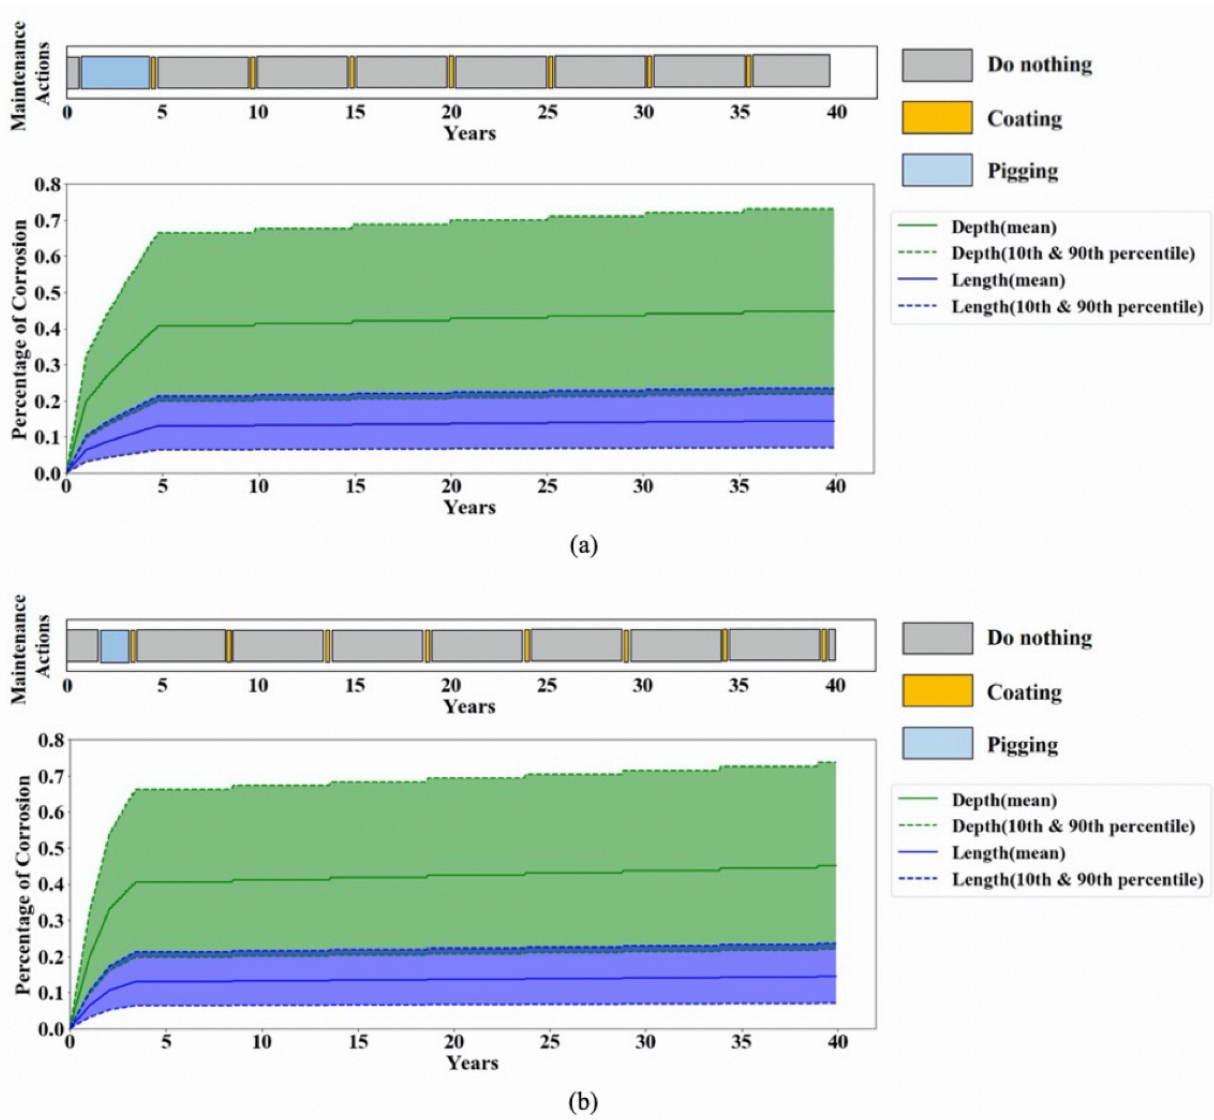 Maintenance
Actions
0 5 10 15 20 25 30 35 40
Years
Do nothing
Coating
Pigging
Percentage of Corrosion
0.8
0.7
0.6
0.5
0.4
0.3
0.2
0.1
0.0
0 5 10 15 20 25 30 35 40
Years
Depth(mean)
Depth(10th & 90th percentile)
Length(mean)
Length(10th & 90th percentile)
(a)
Maintenance
Actions
0 5 10 15 20 25 30 35 40
Years
Do nothing
Coating
Pigging
Percentage of Corrosion
0.8
0.7
0.6
0.5
0.4
0.3
0.2
0.1
0.0
0 5 10 15 20 25 30 35 40
Years
Depth(mean)
Depth(10th & 90th percentile)
Length(mean)
Length(10th & 90th percentile)
(b)